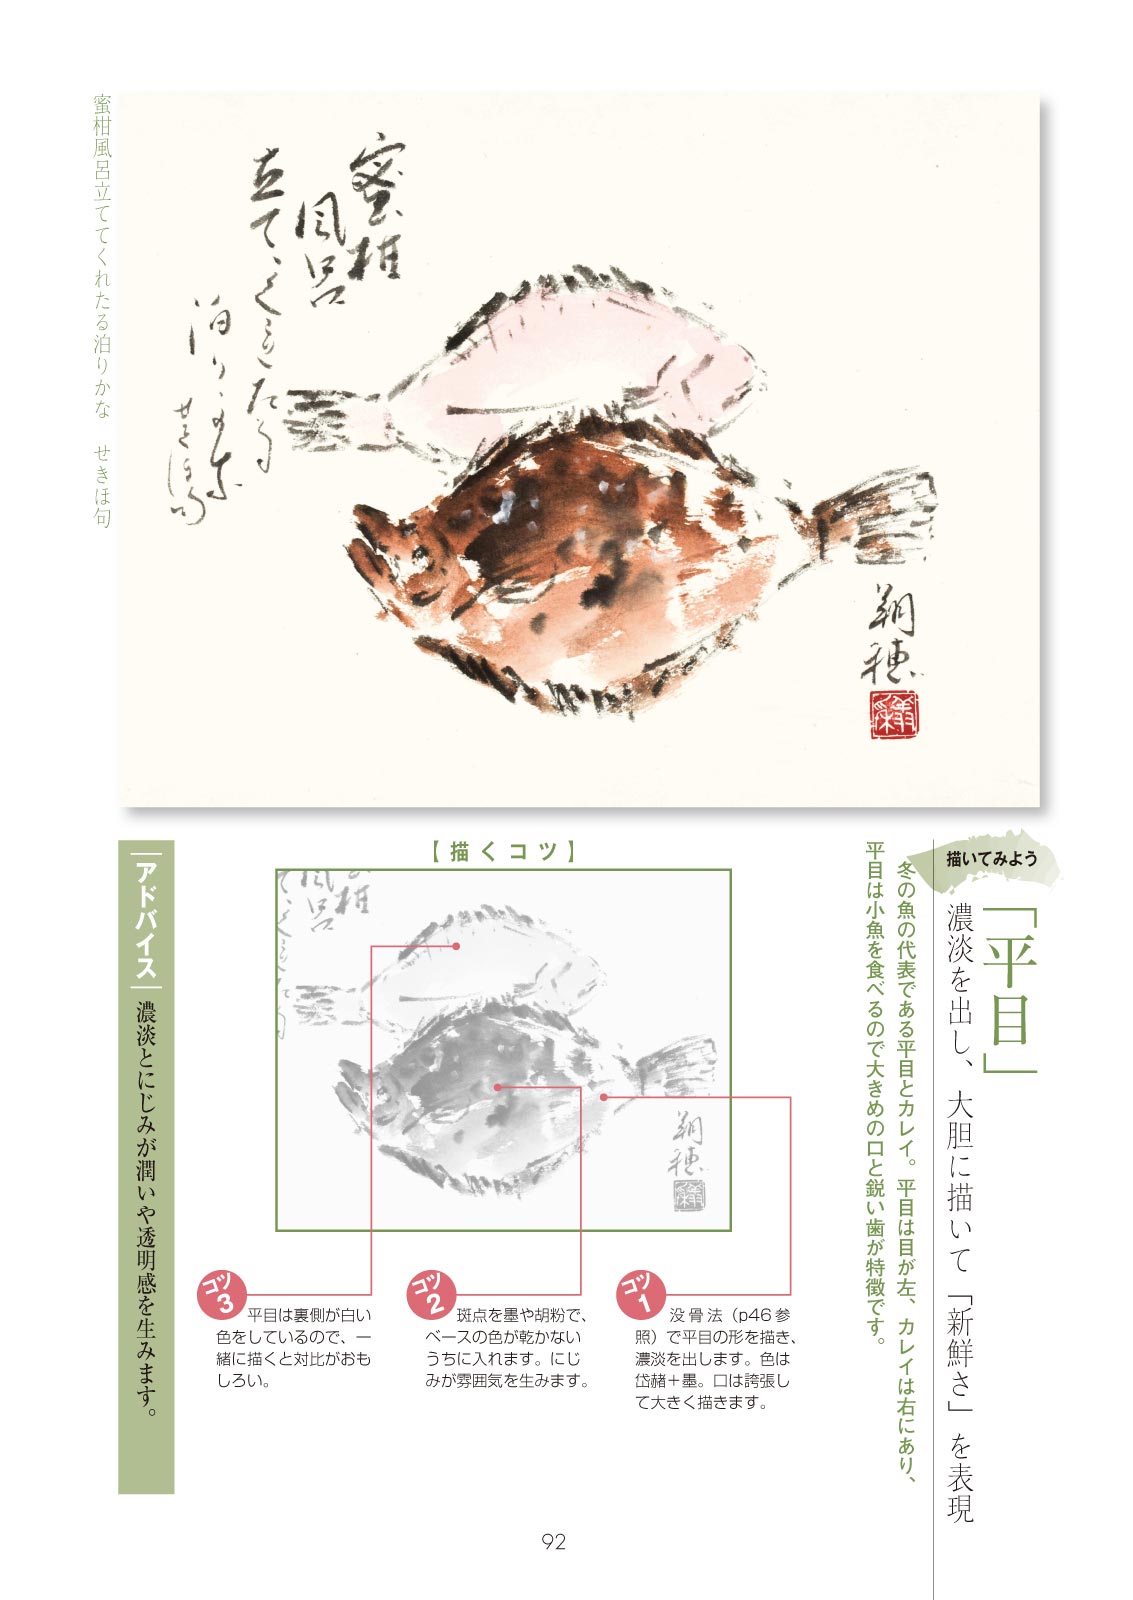 蜜柑風呂立ててくれたる泊りかな　せきほ句
蜜柑
風呂
立てゝくれたる
泊りかな
せきほ句
翔穂
描いてみよう
「平目」
濃淡を出し、大胆に描いて「新鮮さ」を表現
冬の魚の代表である平目とカレイ。平目は目が左、カレイは右にあり、
平目は小魚を食べるので大きめの口と鋭い歯が特徴です。
【描くコツ】
風呂
柑
翔穂
コツ1
没骨法（p46参
照）で平目の形を描き、
濃淡を出します。色は
岱赭＋墨。口は誇張し
て大きく描きます。
コツ2
斑点を墨や胡粉で、
ベースの色が乾かない
うちに入れます。にじ
みが雰囲気を生みます。
コツ3
平目は裏側が白い
色をしているので、一
緒に描くと対比がおも
しろい。
アドバイス
濃淡とにじみが潤いや透明感を生みます。
92